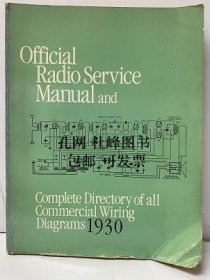 Official
Radio Service
Manual and
孔网 杜峰图书
包邮 可发票
Complete Directory of all
Commercial Wiring
Diagrams 1930